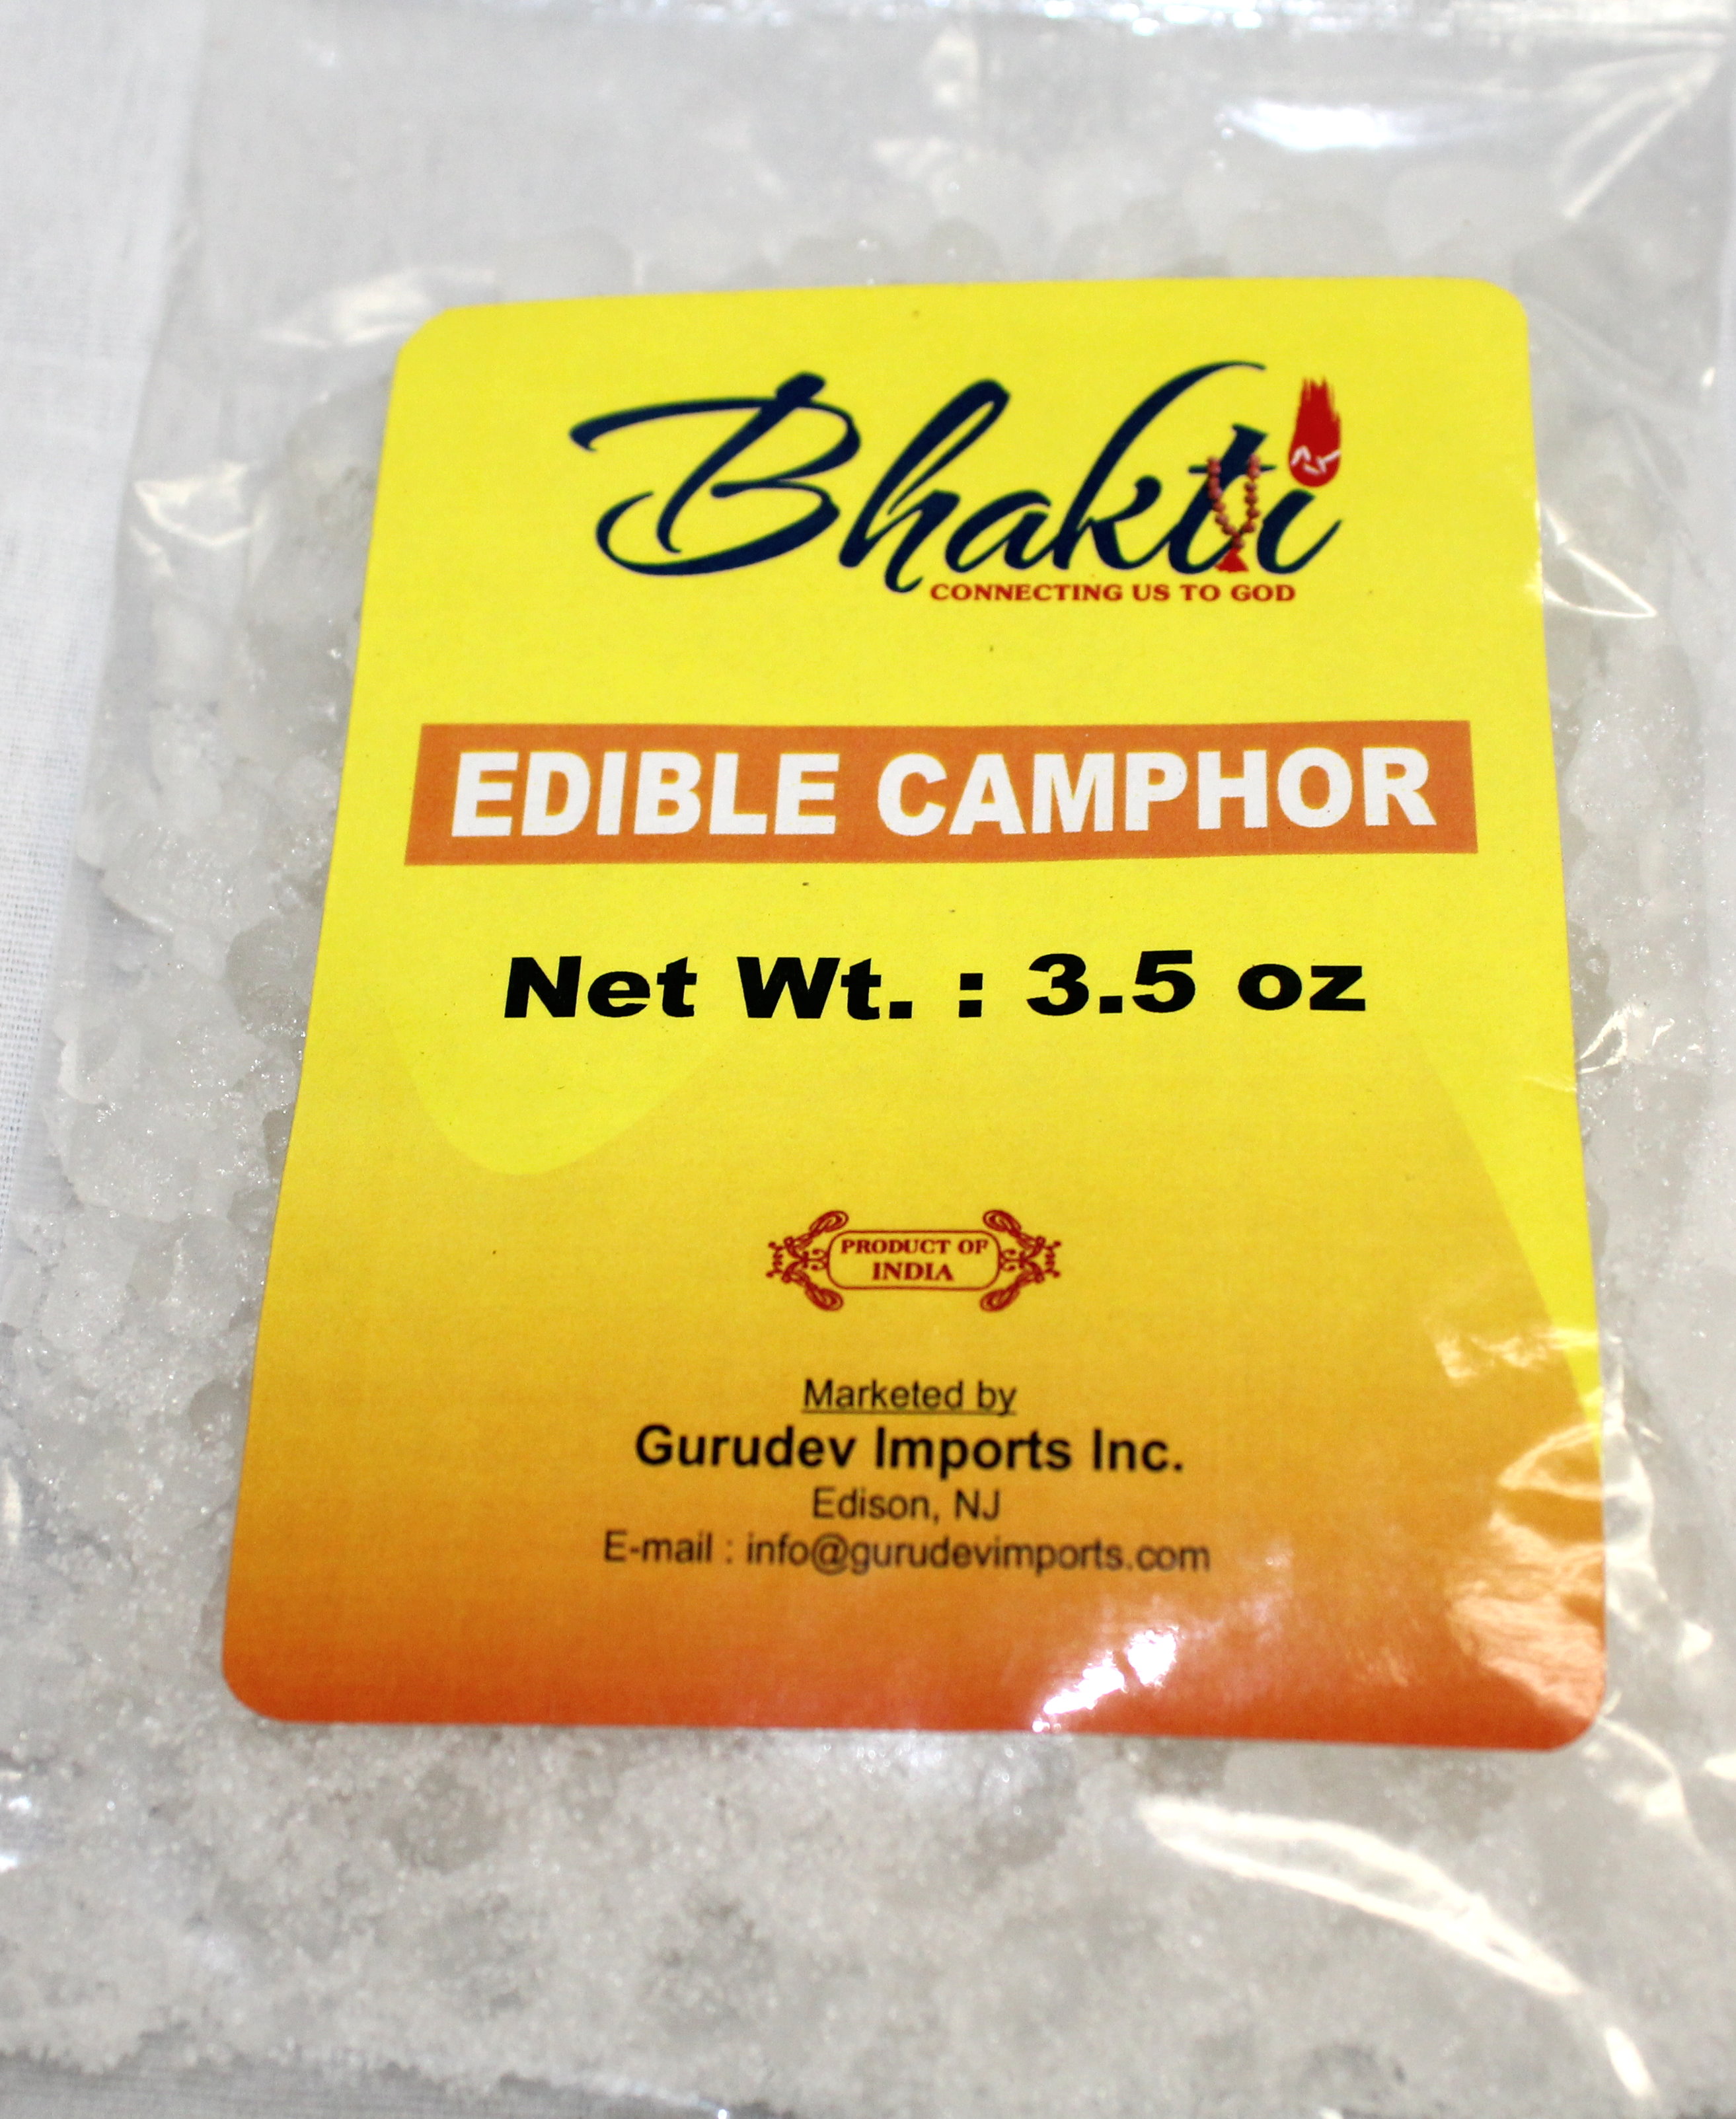 Bhakti
CONNECTING US TO GOD
EDIBLE CAMPHOR
Net Wt. : 3.5 oz
PRODUCT OF
INDIA
Marketed by
Gurudev Imports Inc.
Edison, NJ
E-mail : info@gurudevimports.com